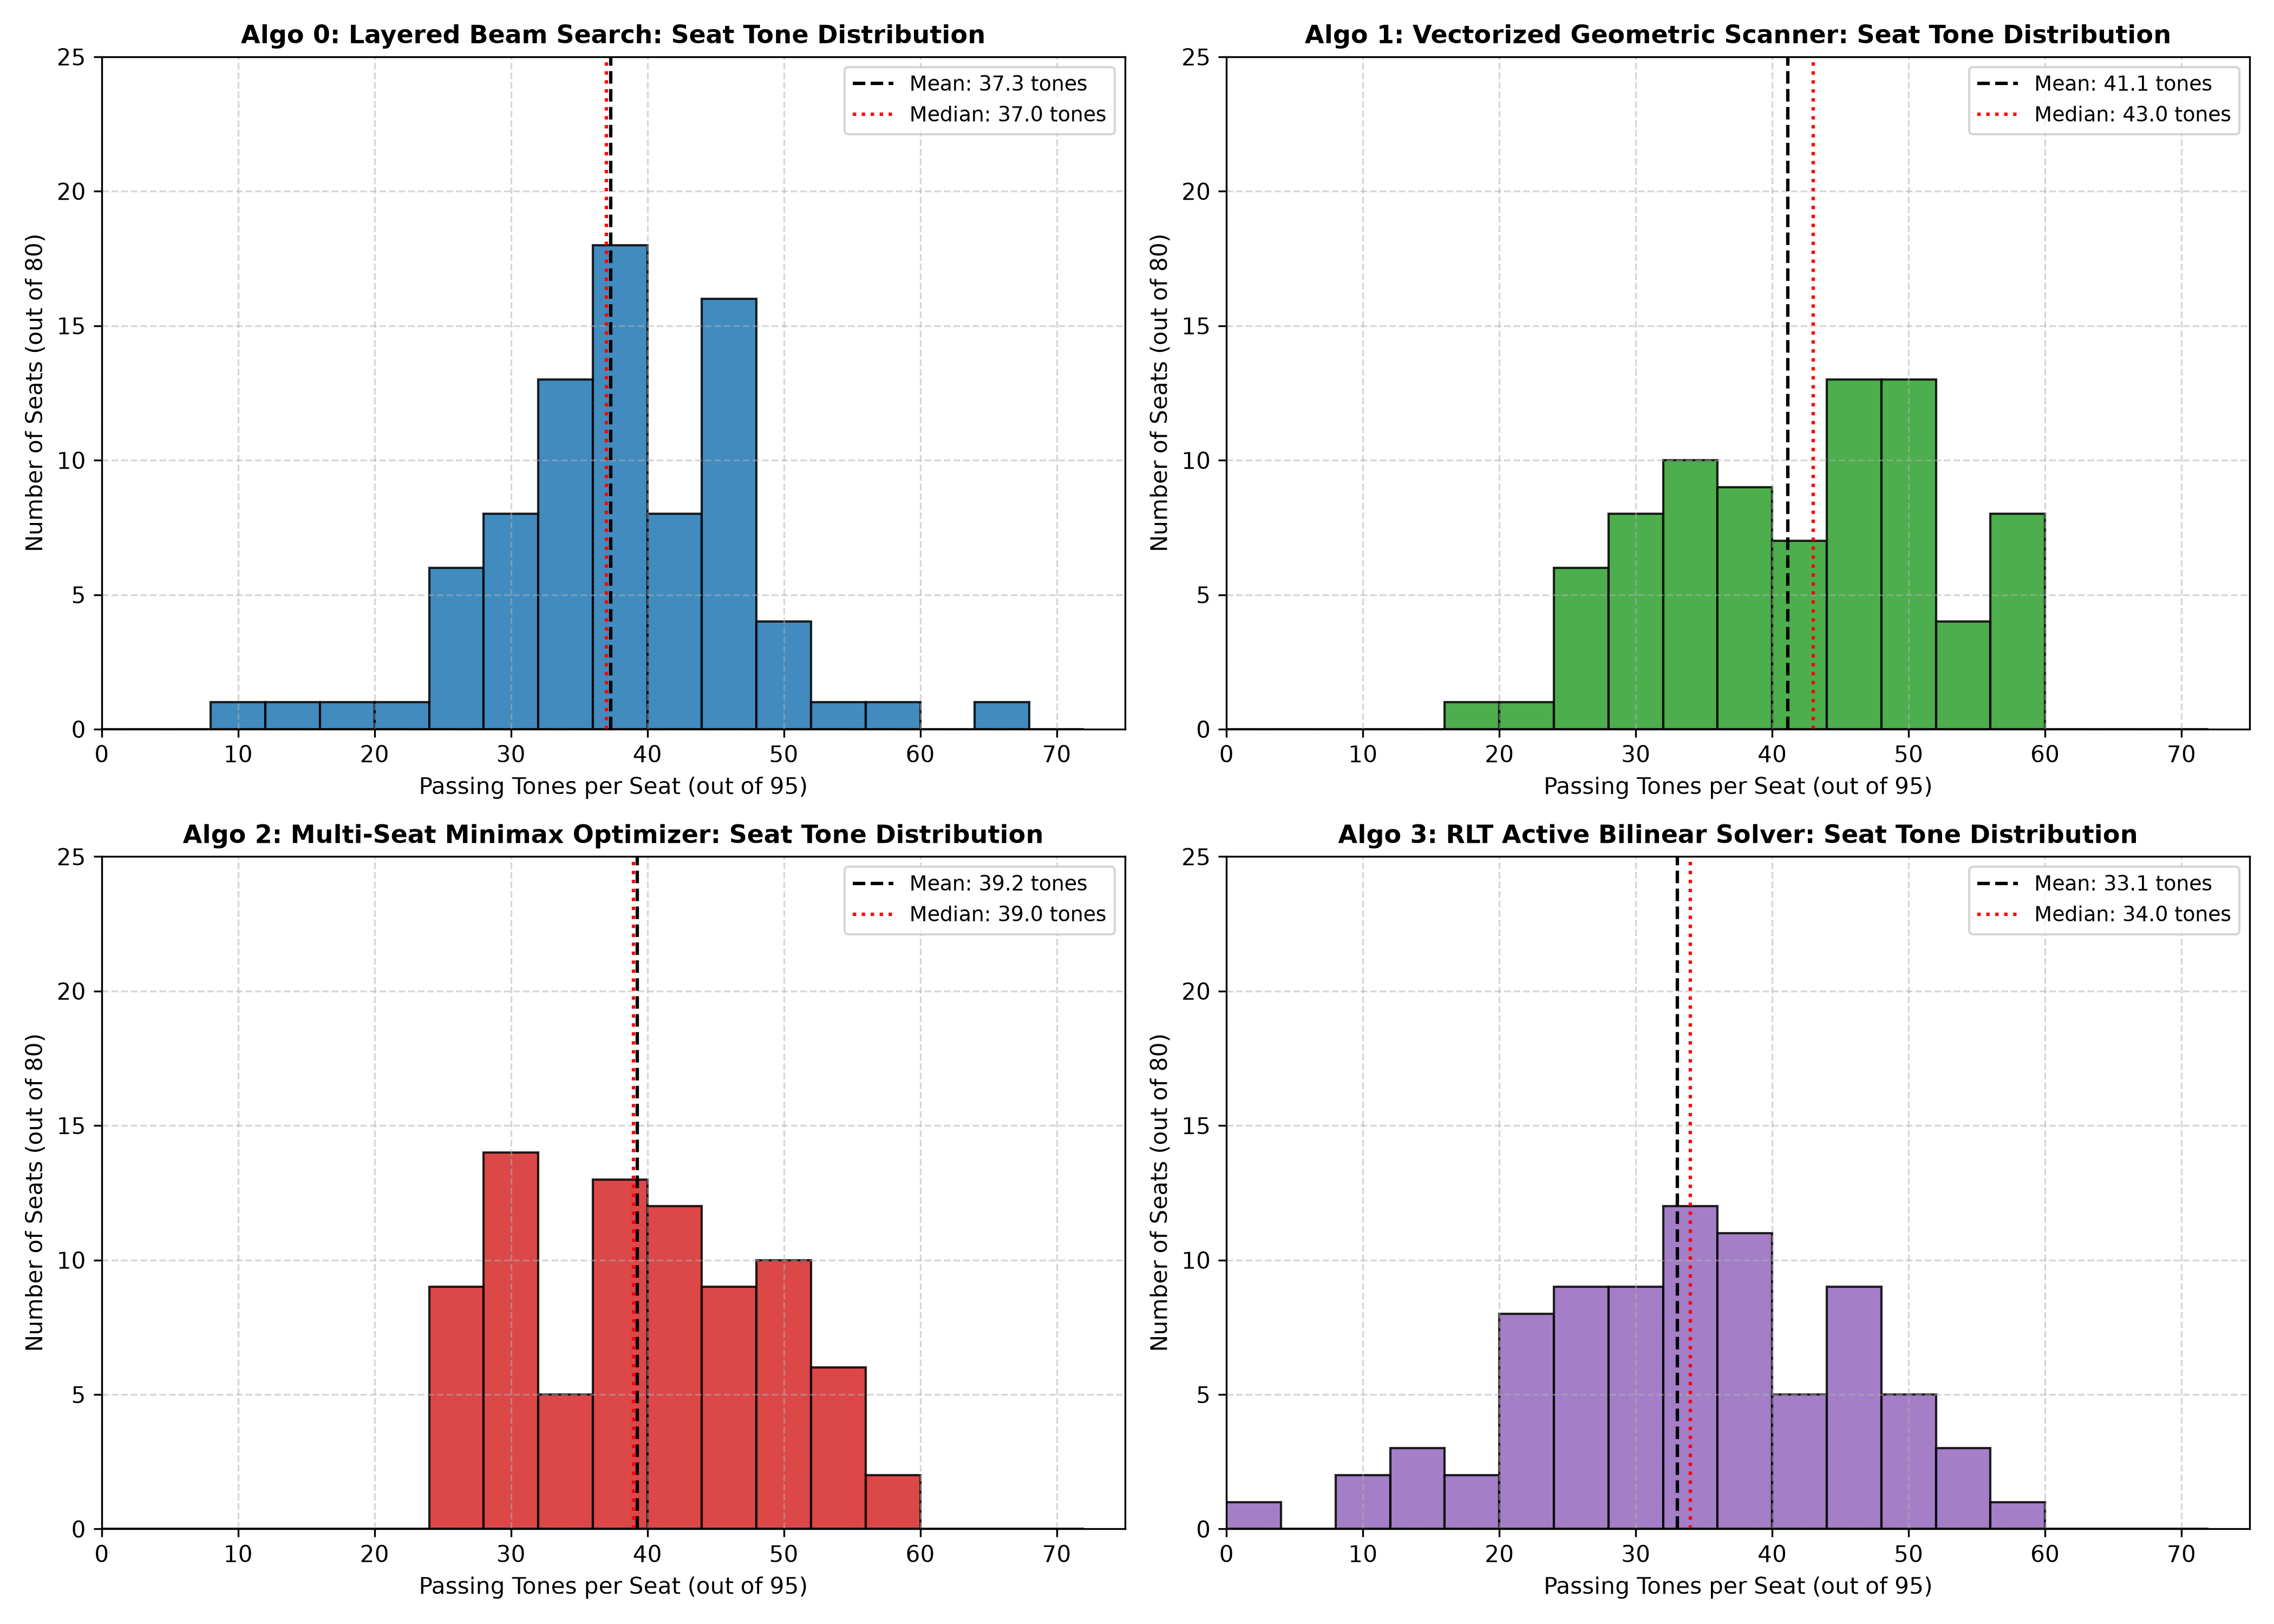 Algo 0: Layered Beam Search: Seat Tone Distribution
Mean: 37.3 tones
Median: 37.0 tones
Number of Seats (out of 80)
25
20
15
10
5
0
0 10 20 30 40 50 60 70
Passing Tones per Seat (out of 95)
Algo 1: Vectorized Geometric Scanner: Seat Tone Distribution
Mean: 41.1 tones
Median: 43.0 tones
Number of Seats (out of 80)
25
20
15
10
5
0
0 10 20 30 40 50 60 70
Passing Tones per Seat (out of 95)
Algo 2: Multi-Seat Minimax Optimizer: Seat Tone Distribution
Mean: 39.2 tones
Median: 39.0 tones
Number of Seats (out of 80)
25
20
15
10
5
0
0 10 20 30 40 50 60 70
Passing Tones per Seat (out of 95)
Algo 3: RLT Active Bilinear Solver: Seat Tone Distribution
Mean: 33.1 tones
Median: 34.0 tones
Number of Seats (out of 80)
25
20
15
10
5
0
0 10 20 30 40 50 60 70
Passing Tones per Seat (out of 95)